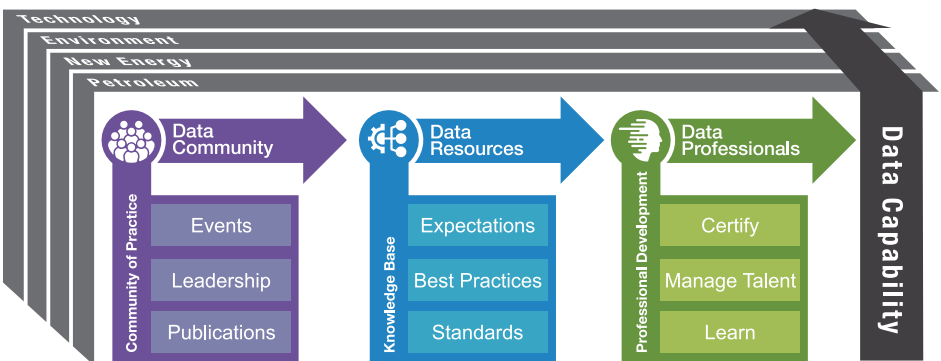 Technology
Environment
New Energy
Petroleum
Data
Community
Community of Practice
Events
Leadership
Publications
Data
Resources
Knowledge Base
Expectations
Best Practices
Standards
Data
Professionals
Professional Development
Certify
Manage Talent
Learn
Data Capability